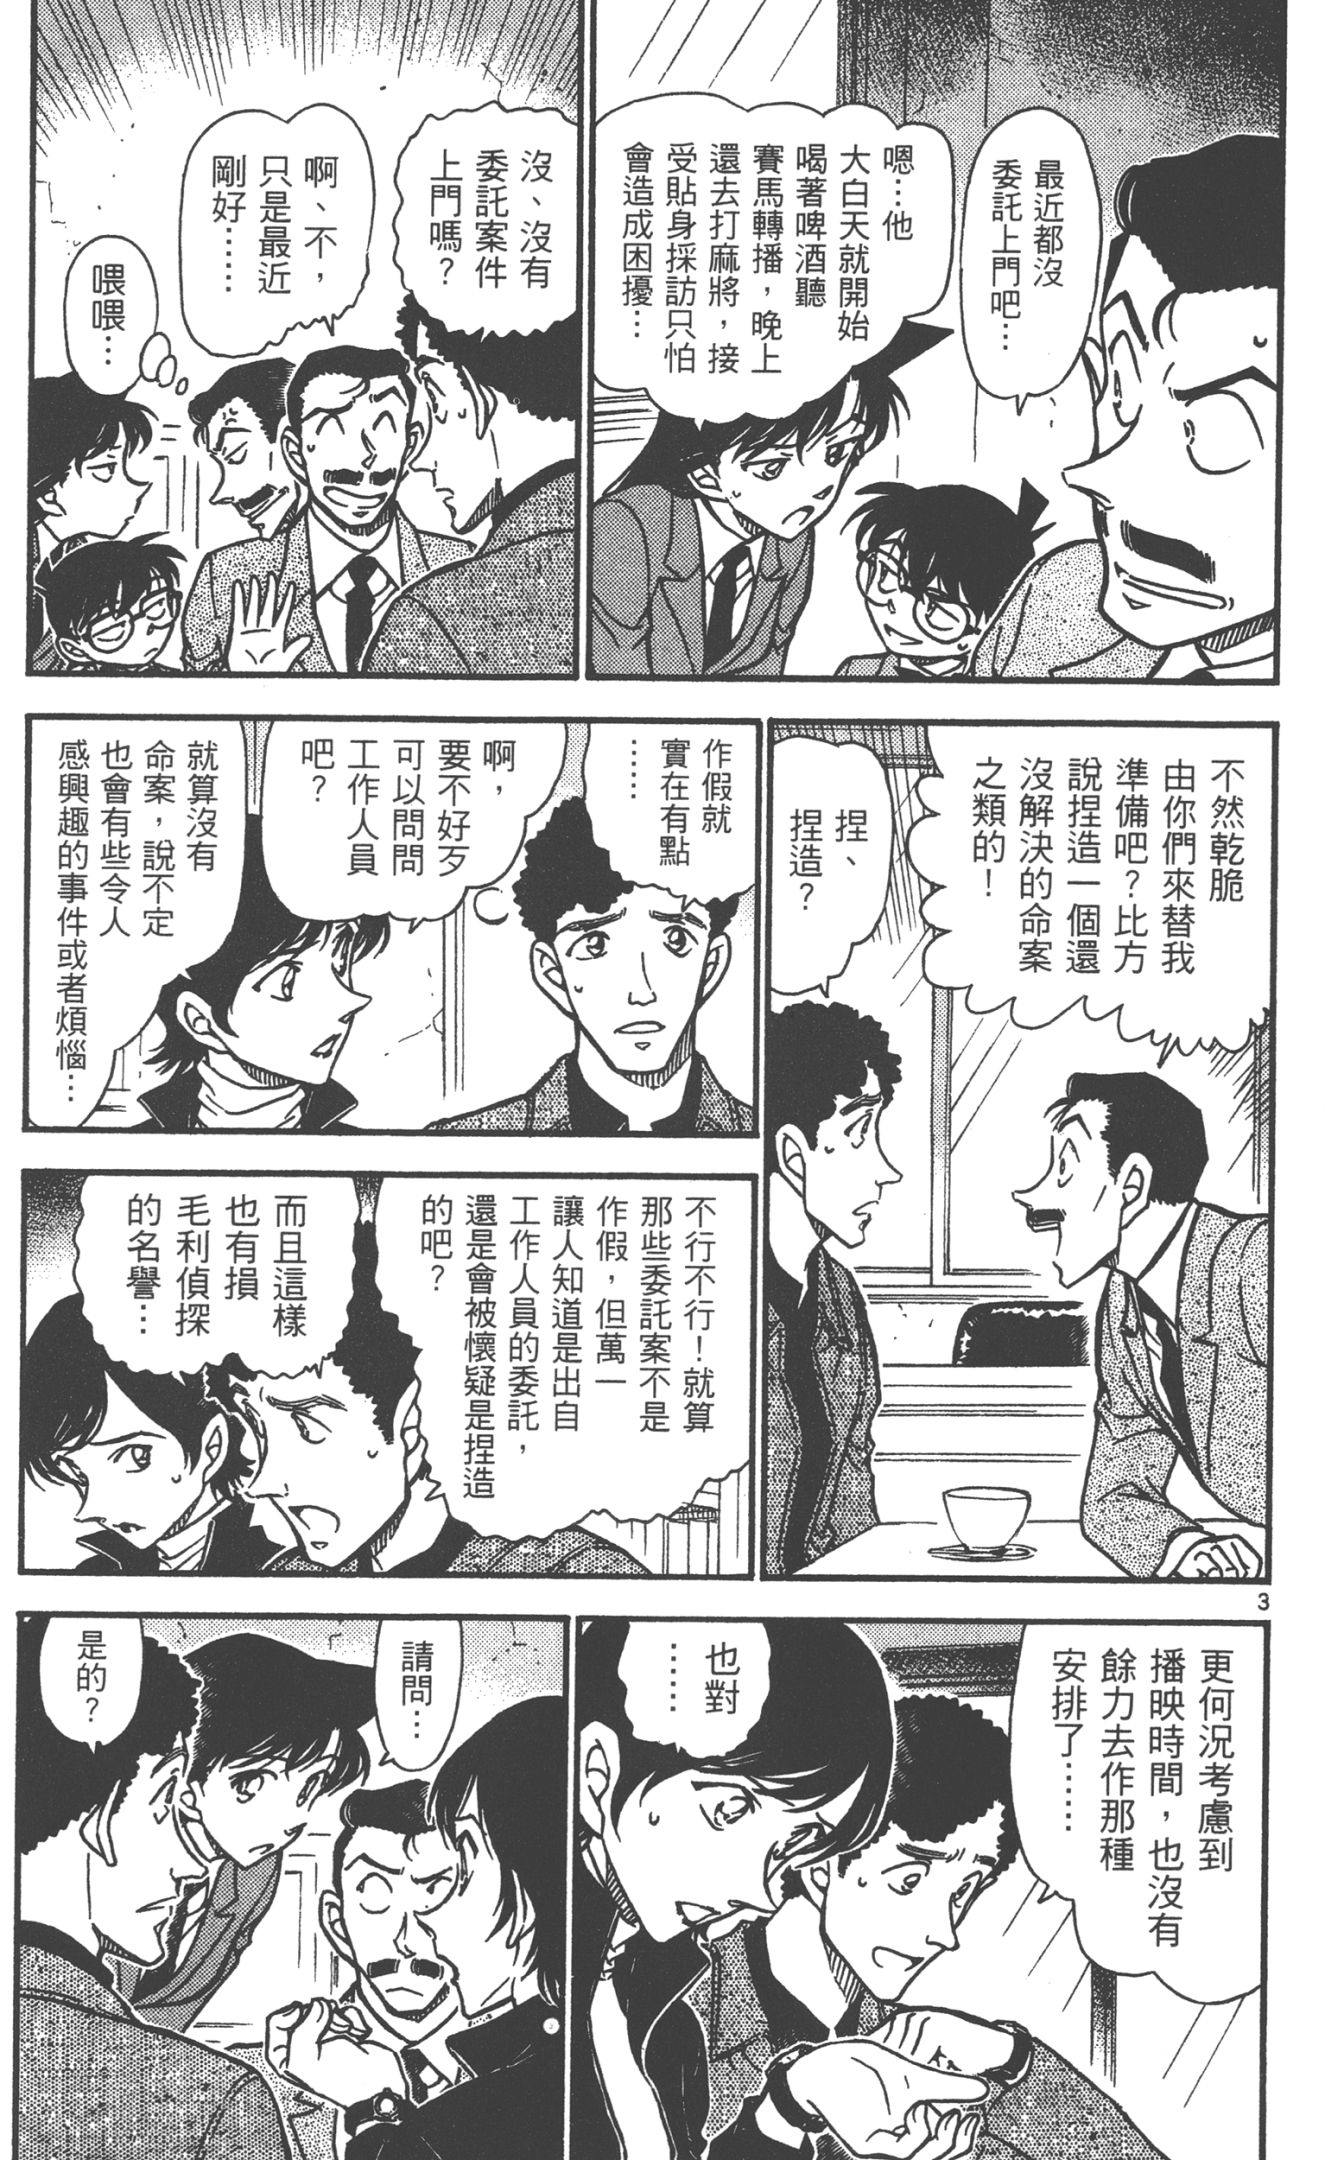 最近都沒
委託上門吧…
嗯…他
大白天就開始
喝著啤酒聽
賽馬轉播，晚上
還去打麻將，接
受貼身採訪只怕
會造成困擾…
沒、沒有
委託案件
上門嗎？
啊、不，
只是最近
剛好……
喂喂…
不然乾脆
由你們來替我
準備吧？比方
說捏造一個還
沒解決的命案
之類的！
捏、
捏造？
作假就
實在有點
……
啊，
要不好歹
可以問問
工作人員
吧？
就算沒有
命案，說不定
也會有些令人
感興趣的事件或者煩惱…
不行不行！就算
那些委託案不是
作假，但萬一
讓人知道是出自
工作人員的委託，
還是會被懷疑是捏造
的吧？
而且這樣
也有損
毛利偵探
的名譽…
3
更何況考慮到
播映時間，也沒有
餘力去作那種
安排了……
也對
……
請問…
是的？